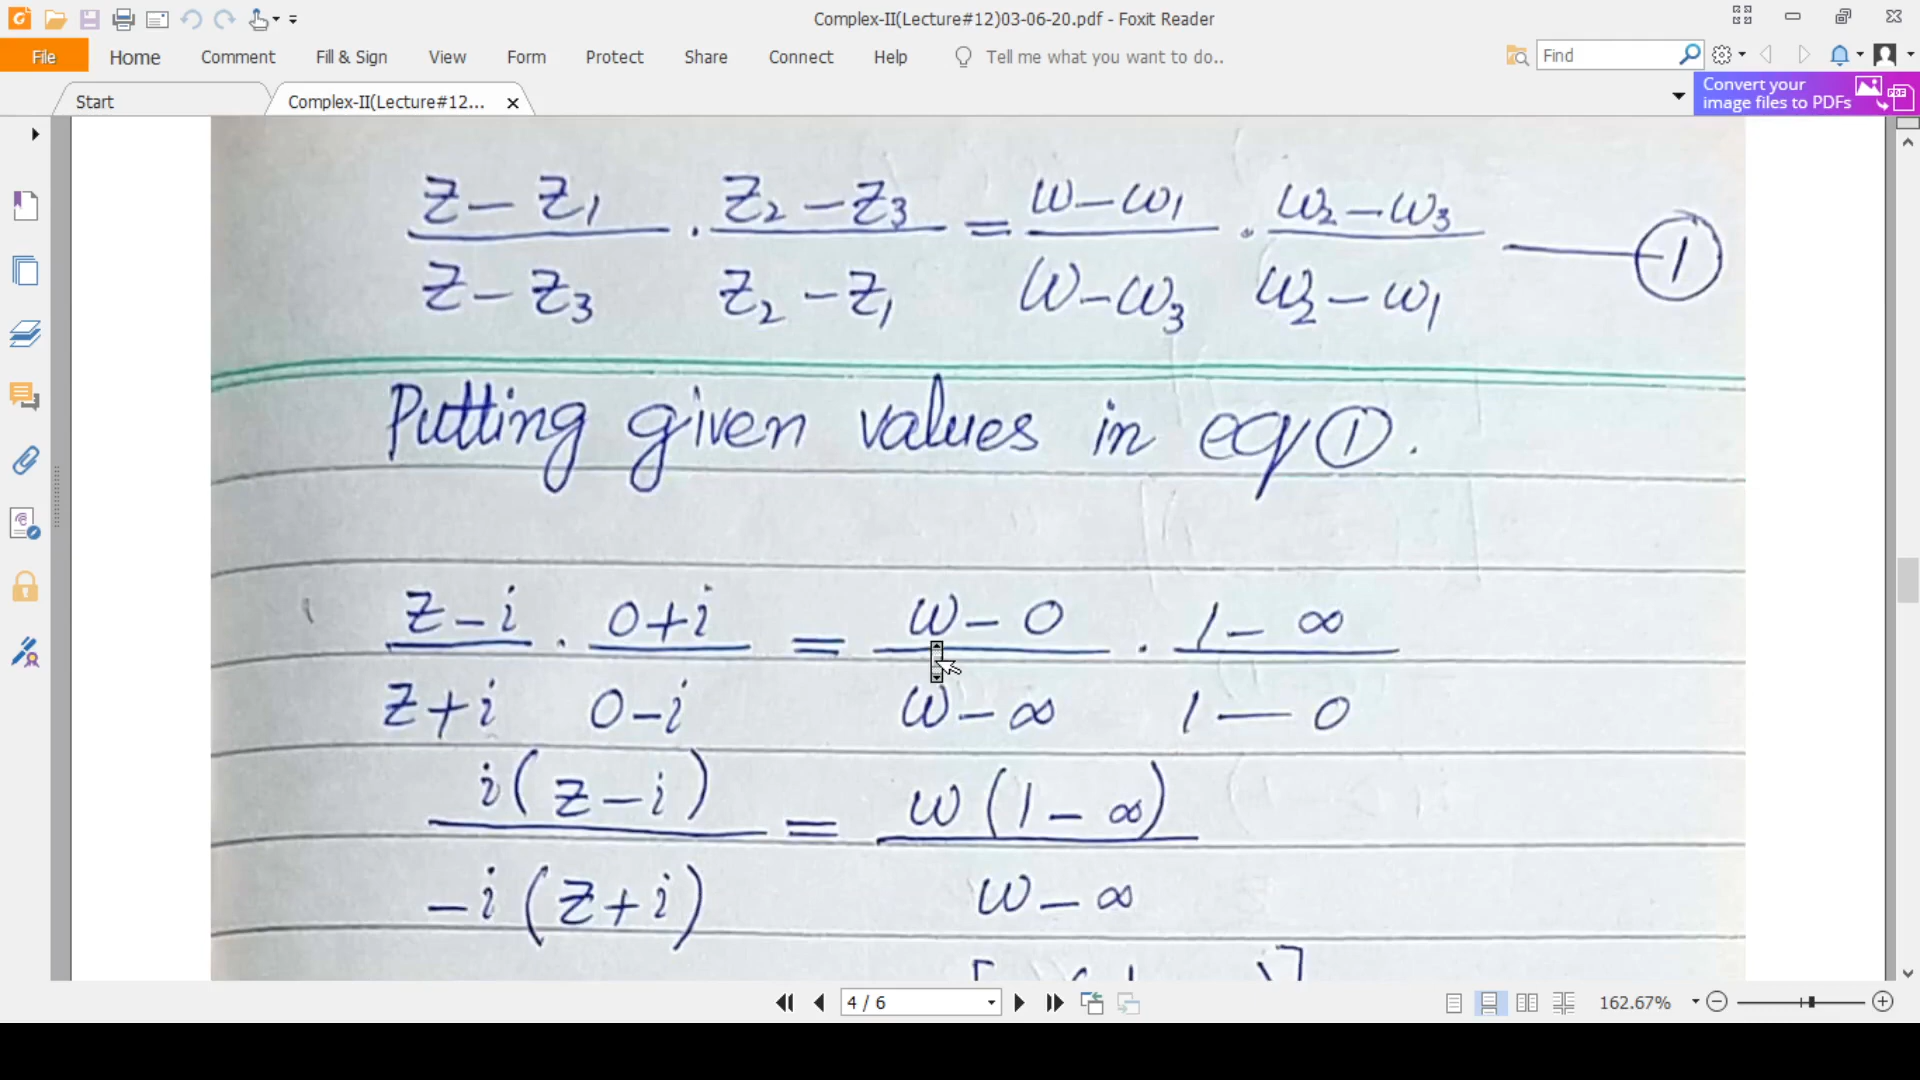 Complex-II(Lecture#12)03-06-20.pdf - Foxit Reader
File Home Comment Fill & Sign View Form Protect Share Connect Help Tell me what you want to do.. Find
Start Complex-II(Lecture#12... Convert your
image files to PDFs
PDF
z - z₁ / z - z₃ . z₂ - z₃ / z₂ - z₁ = w - w₁ / w - w₃ . w₂ - w₃ / w₂ - w₁ —— ①
Putting given values in eq ① .
z - i / z + i . 0 + i / 0 - i = w - 0 / w - ∞ . 1 - ∞ / 1 - 0
i(z - i) / -i(z + i) = w(1 - ∞) / w - ∞
4 / 6 162.67%